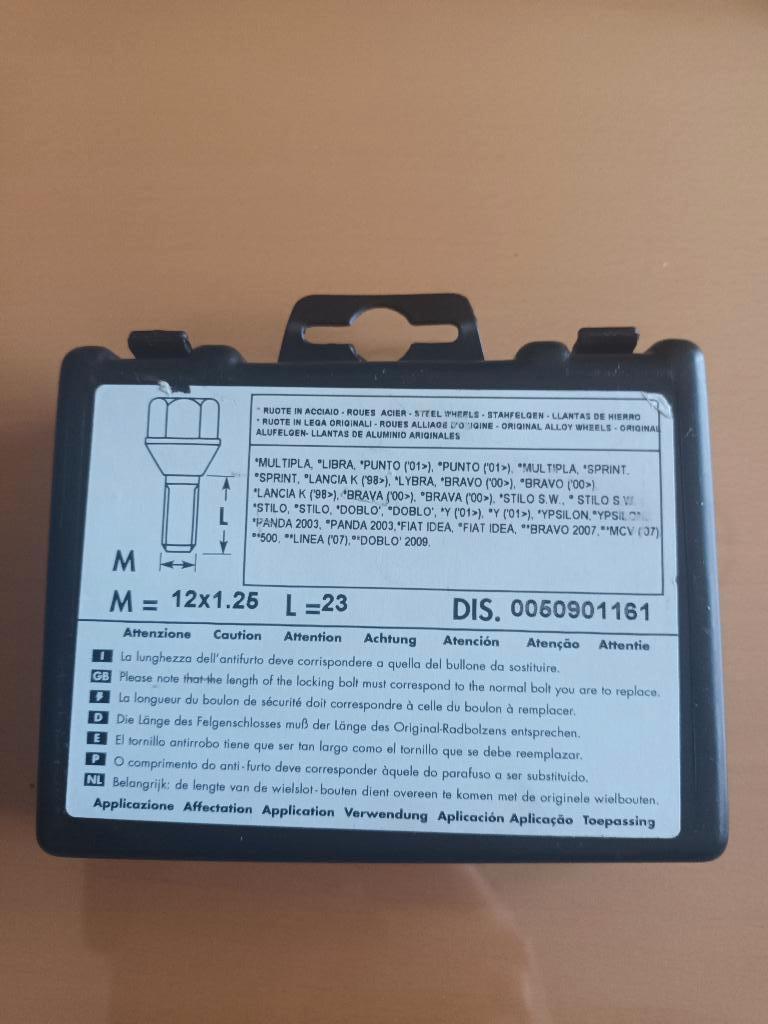 * RUOTE IN ACCIAIO - ROUES ACIER - STEEL WHEELS - STAHFELGEN - LLANTAS DE HIERRO
° RUOTE IN LEGA ORIGINALI - ROUES ALLIAGE D'ORIGINE - ORIGINAL ALLOY WHEELS - ORIGINAL
ALUFELGEN- LLANTAS DE ALUMINIO ARIGINALES
*MULTIPLA, °LIBRA, *PUNTO ('01>), °PUNTO ('01>), °MULTIPLA, *SPRINT,
°SPRINT, °LANCIA K ('98>), *LYBRA, *BRAVO ('00>), °BRAVO ('00>)
*LANCIA K ('98>), *BRAVA ('00>), °BRAVA ('00>), *STILO S.W., ° STILO S.W.
*STILO, °STILO, *DOBLO', °DOBLO', *Y ('01>), °Y ('01>), *YPSILON,°YPSILON,
*PANDA 2003, °PANDA 2003,*FIAT IDEA, °FIAT IDEA, °*BRAVO 2007,°*MCV ('07)
°*500, °*LINEA ('07),°*DOBLO' 2009.
L
M
M = 12x1.25 L =23 DIS. 0050901161
Attenzione Caution Attention Achtung Atención Atenção Attentie
I La lunghezza dell'antifurto deve corrispondere a quella del bullone da sostituire.
GB Please note that the length of the locking bolt must correspond to the normal bolt you are to replace.
F La longueur du boulon de sécurité doit correspondre à celle du boulon à remplacer.
D Die Länge des Felgenschlosses muß der Länge des Original-Radbolzens entsprechen.
E El tornillo antirrobo tiene que ser tan largo como el tornillo que se debe reemplazar.
P O comprimento do anti-furto deve corresponder àquele do parafuso a ser substituido.
NL Belangrijk: de lengte van de wielslot-bouten dient overeen te komen met de originele wielbouten.
Applicazione Affectation Application Verwendung Aplicación Aplicação Toepassing